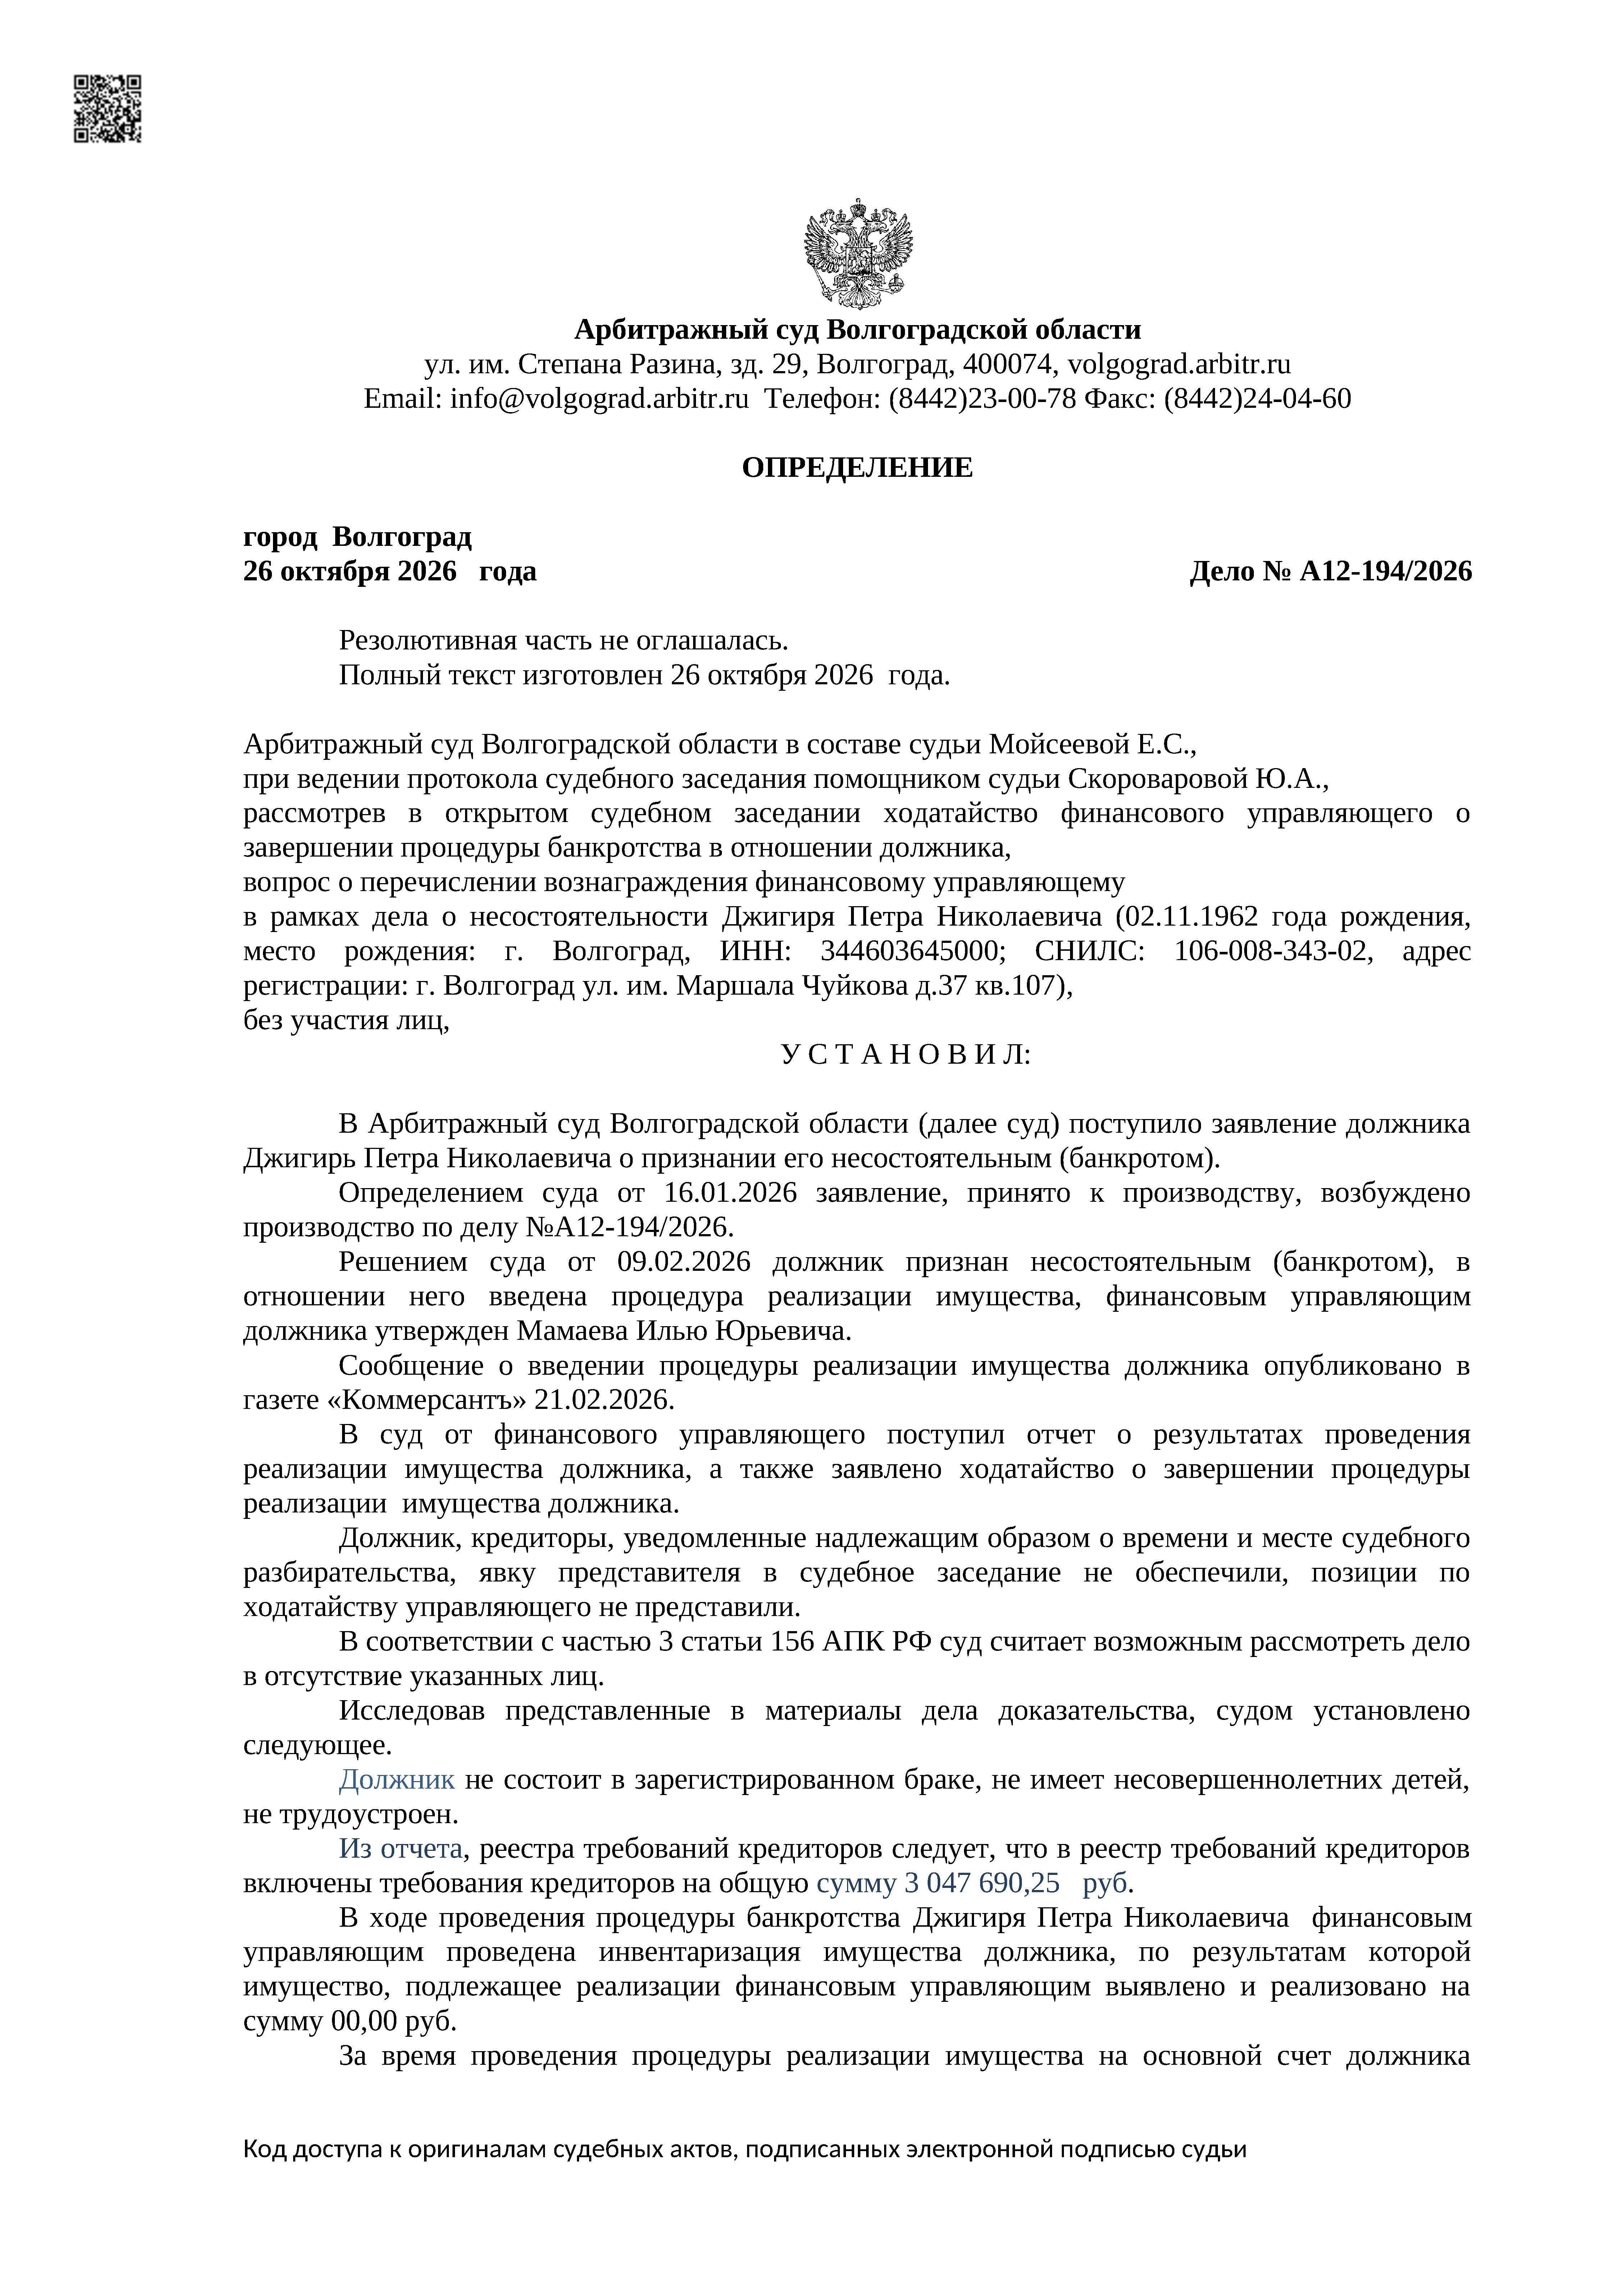 Арбитражный суд Волгоградской области
ул. им. Степана Разина, зд. 29, Волгоград, 400074, volgograd.arbitr.ru
Email: info@volgograd.arbitr.ru Телефон: (8442)23-00-78 Факс: (8442)24-04-60
ОПРЕДЕЛЕНИЕ
город Волгоград
26 октября 2026 года Дело № А12-194/2026
Резолютивная часть не оглашалась.
Полный текст изготовлен 26 октября 2026 года.
Арбитражный суд Волгоградской области в составе судьи Мойсеевой Е.С.,
при ведении протокола судебного заседания помощником судьи Скороваровой Ю.А.,
рассмотрев в открытом судебном заседании ходатайство финансового управляющего о
завершении процедуры банкротства в отношении должника,
вопрос о перечислении вознаграждения финансовому управляющему
в рамках дела о несостоятельности Джигиря Петра Николаевича (02.11.1962 года рождения,
место рождения: г. Волгоград, ИНН: 344603645000; СНИЛС: 106-008-343-02, адрес
регистрации: г. Волгоград ул. им. Маршала Чуйкова д.37 кв.107),
без участия лиц,
У С Т А Н О В И Л:
В Арбитражный суд Волгоградской области (далее суд) поступило заявление должника
Джигирь Петра Николаевича о признании его несостоятельным (банкротом).
Определением суда от 16.01.2026 заявление, принято к производству, возбуждено
производство по делу №А12-194/2026.
Решением суда от 09.02.2026 должник признан несостоятельным (банкротом), в
отношении него введена процедура реализации имущества, финансовым управляющим
должника утвержден Мамаева Илью Юрьевича.
Сообщение о введении процедуры реализации имущества должника опубликовано в
газете «Коммерсантъ» 21.02.2026.
В суд от финансового управляющего поступил отчет о результатах проведения
реализации имущества должника, а также заявлено ходатайство о завершении процедуры
реализации имущества должника.
Должник, кредиторы, уведомленные надлежащим образом о времени и месте судебного
разбирательства, явку представителя в судебное заседание не обеспечили, позиции по
ходатайству управляющего не представили.
В соответствии с частью 3 статьи 156 АПК РФ суд считает возможным рассмотреть дело
в отсутствие указанных лиц.
Исследовав представленные в материалы дела доказательства, судом установлено
следующее.
Должник не состоит в зарегистрированном браке, не имеет несовершеннолетних детей,
не трудоустроен.
Из отчета, реестра требований кредиторов следует, что в реестр требований кредиторов
включены требования кредиторов на общую сумму 3 047 690,25 руб.
В ходе проведения процедуры банкротства Джигиря Петра Николаевича финансовым
управляющим проведена инвентаризация имущества должника, по результатам которой
имущество, подлежащее реализации финансовым управляющим выявлено и реализовано на
сумму 00,00 руб.
За время проведения процедуры реализации имущества на основной счет должника
Код доступа к оригиналам судебных актов, подписанных электронной подписью судьи